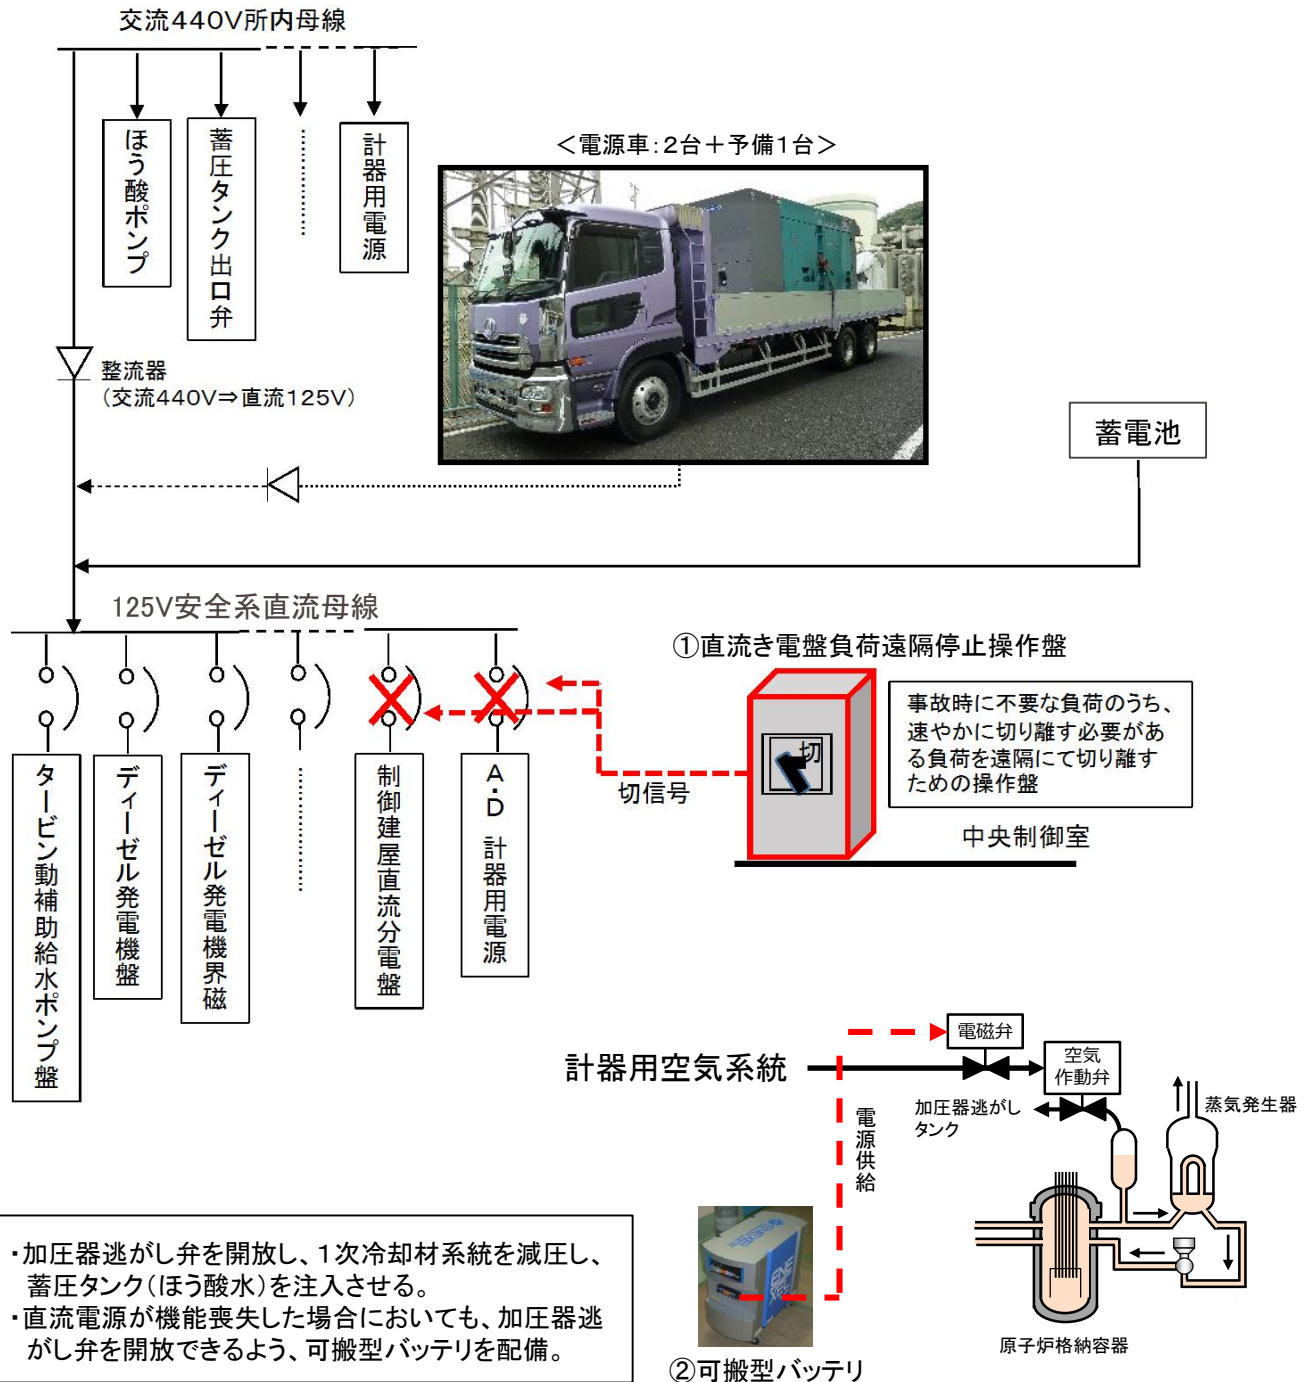 交流440V所内母線
ほう酸ポンプ
蓄圧タンク出口弁
計器用電源
＜電源車：2台＋予備1台＞
整流器
(交流440V⇒直流125V)
蓄電池
125V安全系直流母線
①直流き電盤負荷遠隔停止操作盤
事故時に不要な負荷のうち、
速やかに切り離す必要があ
る負荷を遠隔にて切り離す
ための操作盤
切
切信号
中央制御室
タービン動補助給水ポンプ盤
ディーゼル発電機盤
ディーゼル発電機界磁
制御建屋直流分電盤
A・D 計器用電源
電磁弁
計器用空気系統
空気
作動弁
加圧器逃がし
タンク
蒸気発生器
電源供給
・加圧器逃がし弁を開放し、1次冷却材系統を減圧し、
蓄圧タンク(ほう酸水)を注入させる。
・直流電源が機能喪失した場合においても、加圧器逃
がし弁を開放できるよう、可搬型バッテリを配備。
原子炉格納容器
②可搬型バッテリ